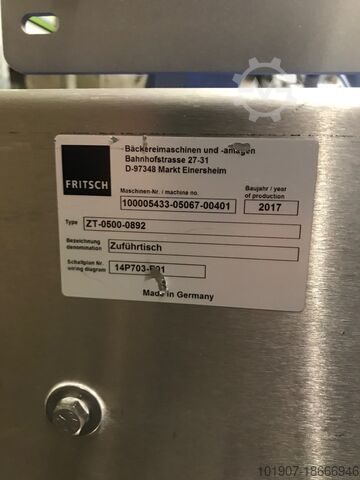 FRITSCH
Bäckereimaschinen und -anlagen
Bahnhofstrasse 27-31
D-97348 Markt Einersheim
Maschinen-Nr. / machine no.
100005433-05067-00401
Baujahr / year
of production
2017
Type
ZT-0500-0892
Bezeichnung
denomination
Zuführtisch
Schaltplan Nr.
wiring diagram
Made in Germany
101907-18666946